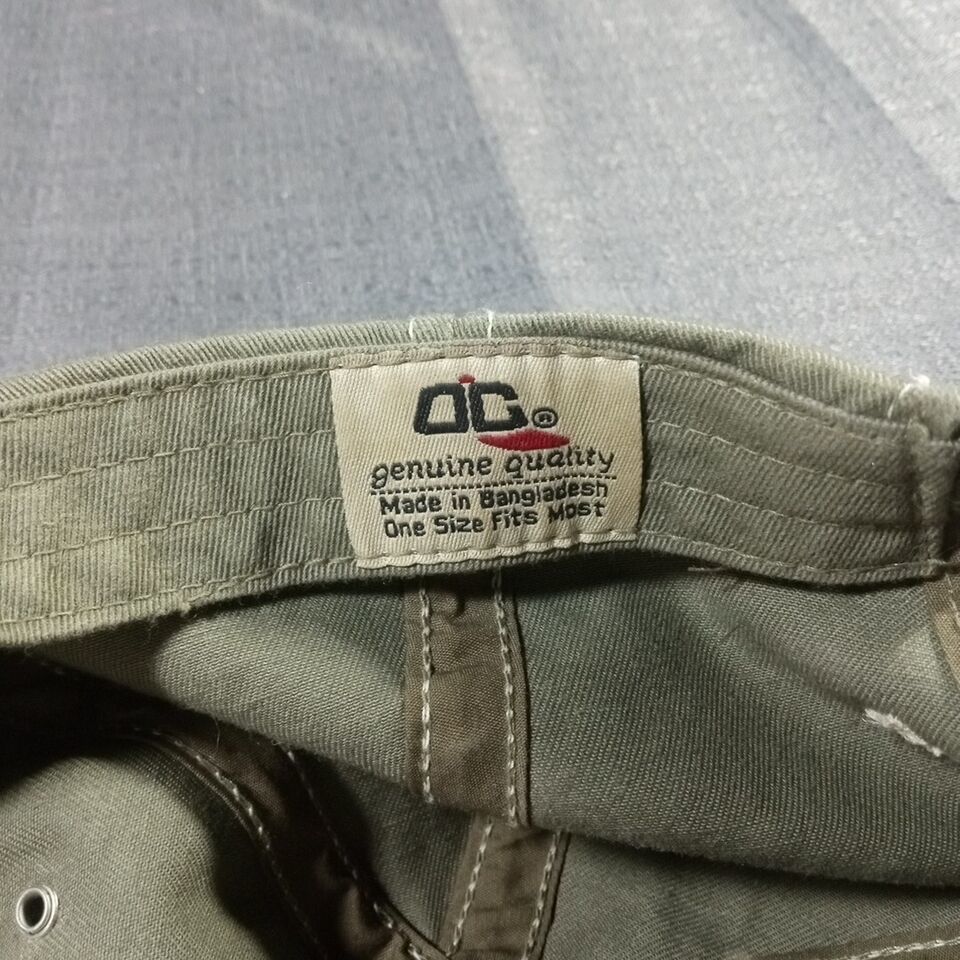 OC®
genuine quality
Made in Bangladesh
One Size Fits Most